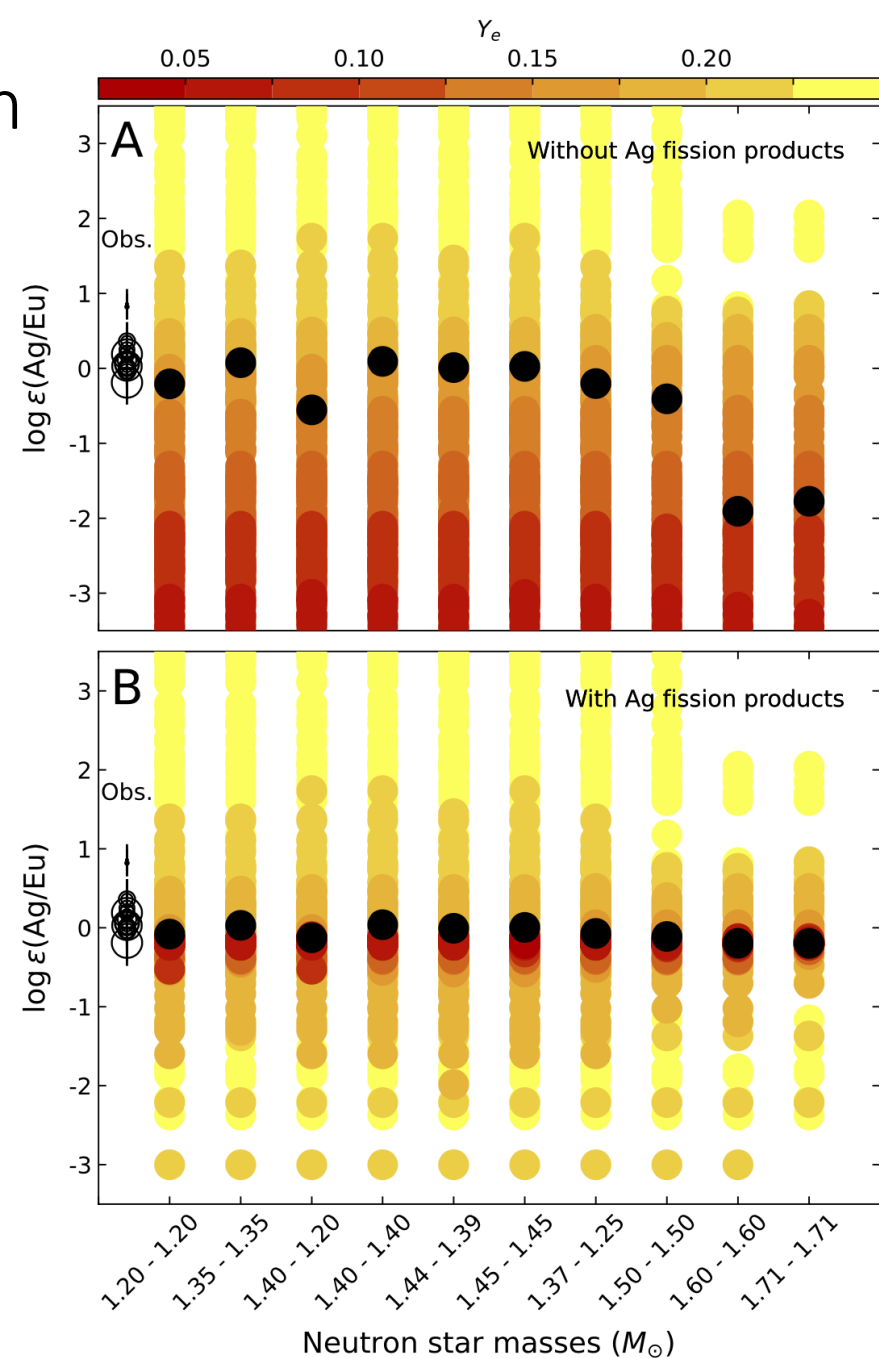 Y_e
0.05 0.10 0.15 0.20
n
A
Without Ag fission products
Obs.
3
2
1
0
-1
-2
-3
log ε(Ag/Eu)
B
With Ag fission products
Obs.
3
2
1
0
-1
-2
-3
log ε(Ag/Eu)
1.20 - 1.20
1.35 - 1.35
1.40 - 1.20
1.40 - 1.40
1.44 - 1.39
1.45 - 1.45
1.37 - 1.25
1.50 - 1.50
1.60 - 1.60
1.71 - 1.71
Neutron star masses (M_⊙)